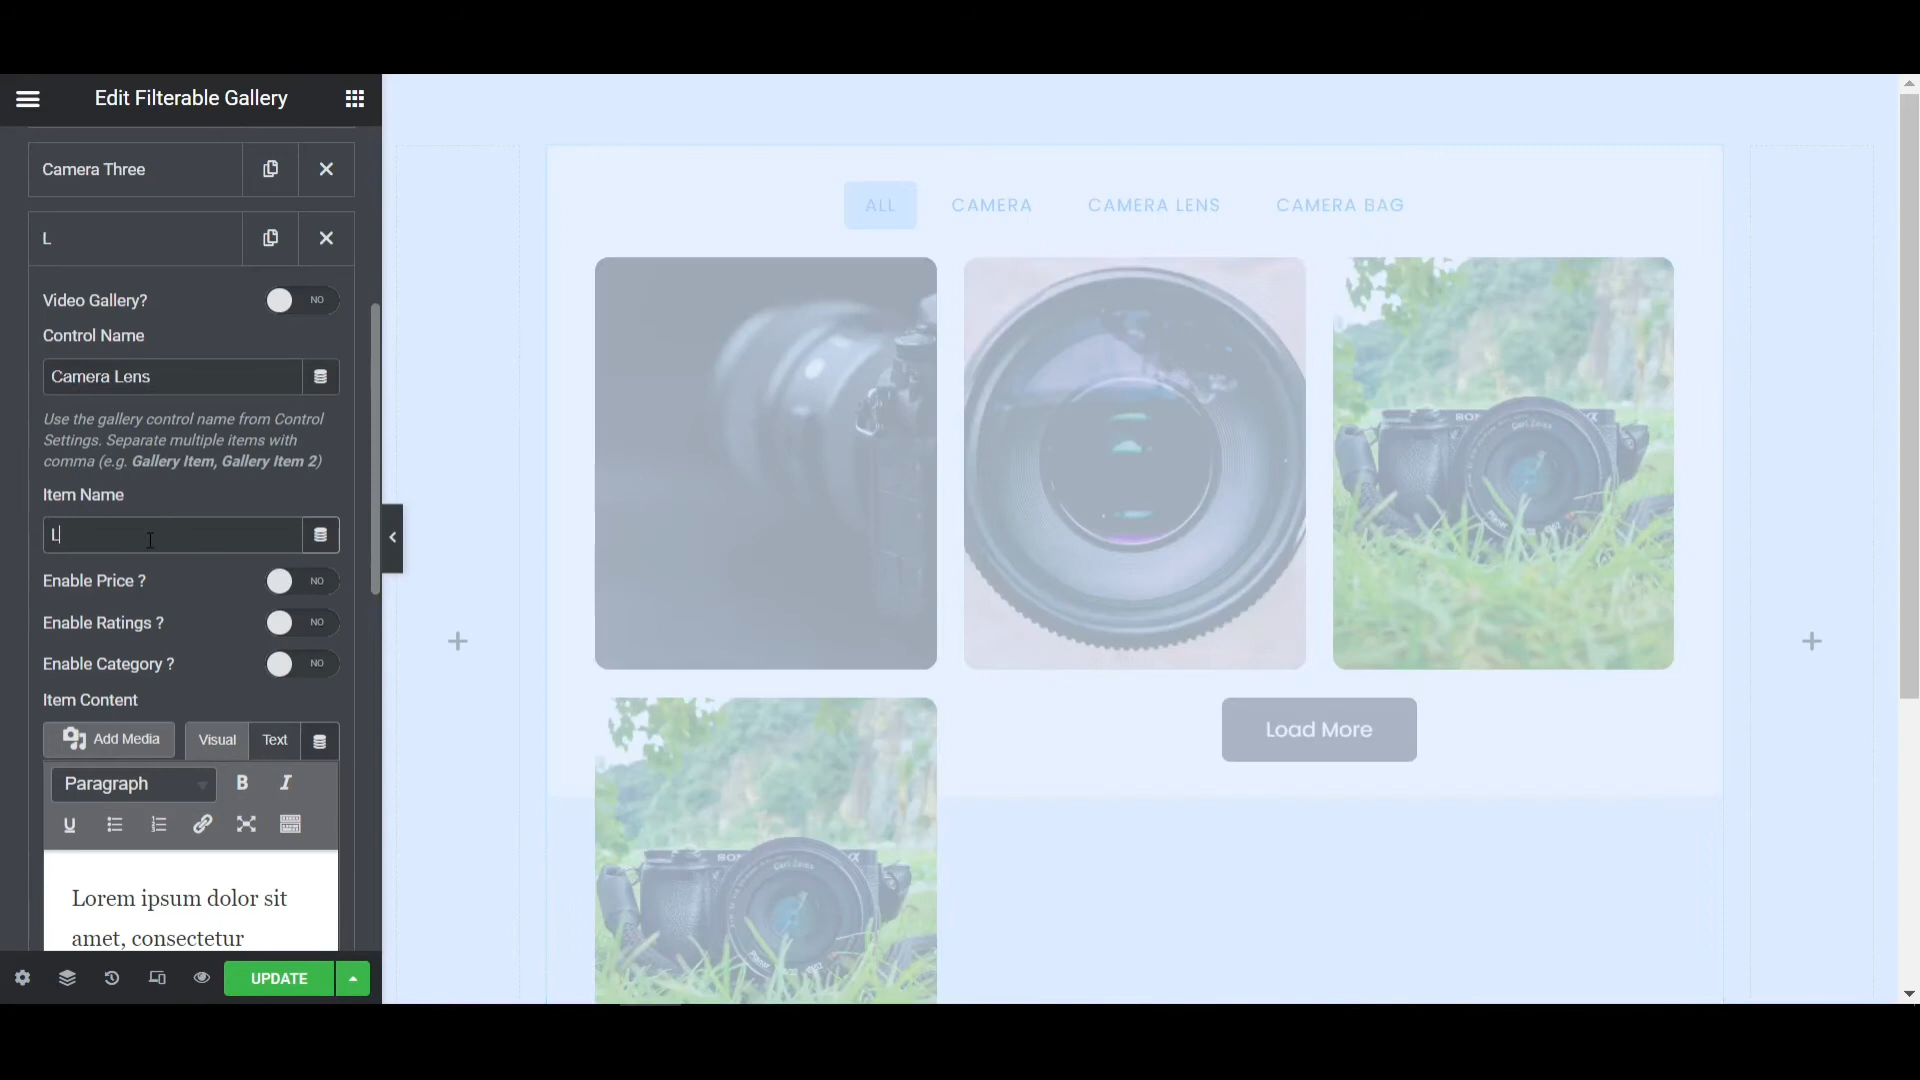 Edit Filterable Gallery
Camera Three
L
Video Gallery?
NO
Control Name
Camera Lens
Use the gallery control name from Control
Settings. Separate multiple items with
comma (e.g. Gallery Item, Gallery Item 2)
Item Name
L
Enable Price ?
NO
Enable Ratings ?
NO
Enable Category ?
NO
Item Content
Add Media
Visual
Text
Paragraph
B
I
U
Lorem ipsum dolor sit
amet, consectetur
UPDATE
ALL
CAMERA
CAMERA LENS
CAMERA BAG
Load More